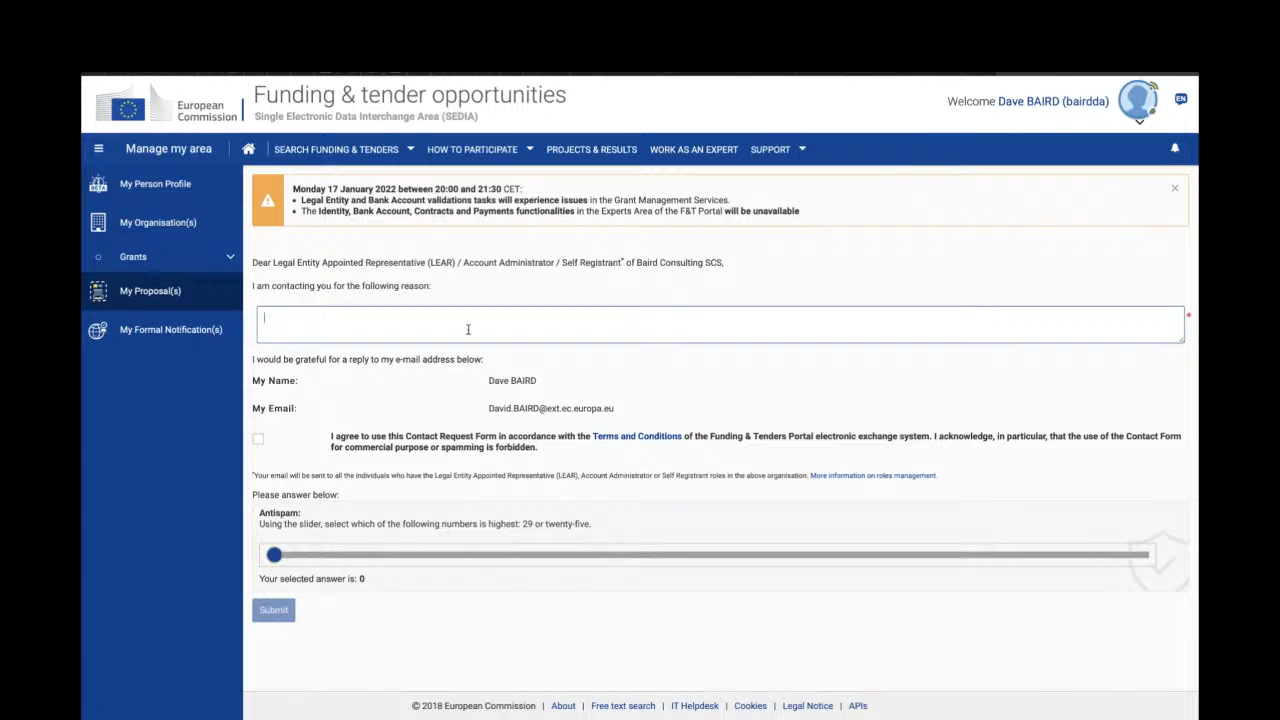 European
Commission
Funding & tender opportunities
Single Electronic Data Interchange Area (SEDIA)
Welcome Dave BAIRD (bairdda)
EN
Manage my area
SEARCH FUNDING & TENDERS
HOW TO PARTICIPATE
PROJECTS & RESULTS
WORK AS AN EXPERT
SUPPORT
BETA
My Person Profile
My Organisation(s)
Grants
My Proposal(s)
My Formal Notification(s)
Monday 17 January 2022 between 20:00 and 21:30 CET:
• Legal Entity and Bank Account validations tasks will experience issues in the Grant Management Services.
• The Identity, Bank Account, Contracts and Payments functionalities in the Experts Area of the F&T Portal will be unavailable
Dear Legal Entity Appointed Representative (LEAR) / Account Administrator / Self Registrant* of Baird Consulting SCS,
I am contacting you for the following reason:
*
I would be grateful for a reply to my e-mail address below:
My Name: Dave BAIRD
My Email: David.BAIRD@ext.ec.europa.eu
I agree to use this Contact Request Form in accordance with the Terms and Conditions of the Funding & Tenders Portal electronic exchange system. I acknowledge, in particular, that the use of the Contact Form
for commercial purpose or spamming is forbidden.
*Your email will be sent to all the individuals who have the Legal Entity Appointed Representative (LEAR), Account Administrator or Self Registrant roles in the above organisation. More information on roles management.
Please answer below:
Antispam:
Using the slider, select which of the following numbers is highest: 29 or twenty-five.
Your selected answer is: 0
Submit
© 2018 European Commission | About | Free text search | IT Helpdesk | Cookies | Legal Notice | APIs